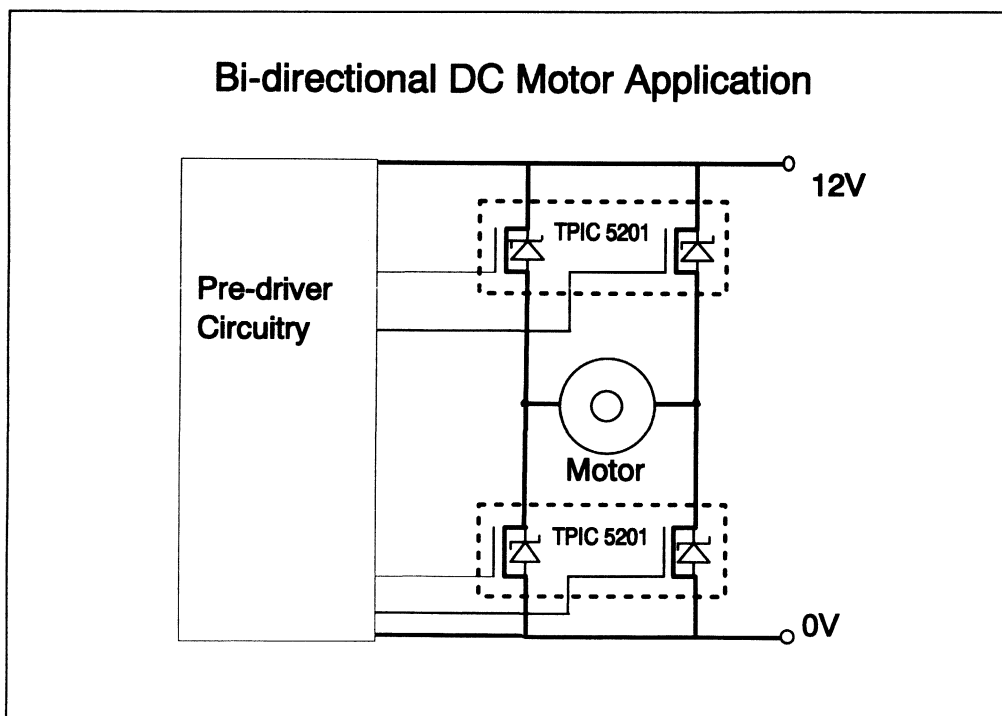 Bi-directional DC Motor Application
12V
TPIC 5201
Pre-driver
Circuitry
Motor
TPIC 5201
0V